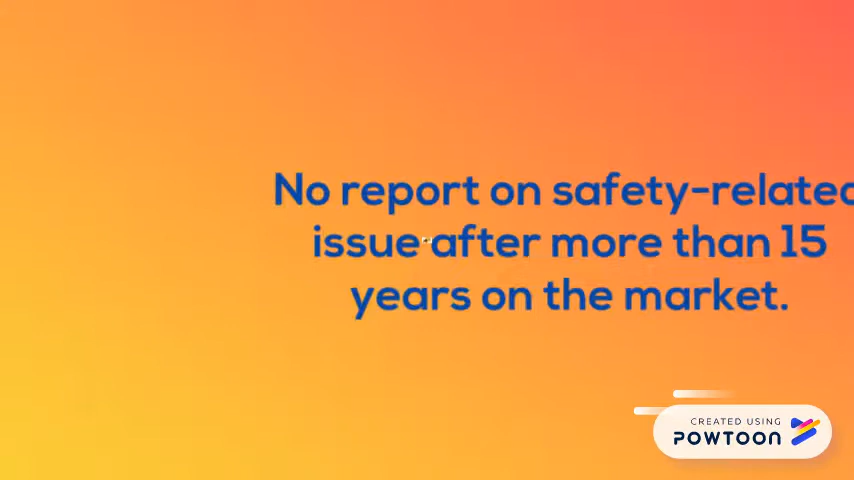 No report on safety-related
issue after more than 15
years on the market.
CREATED USING
POWTOON